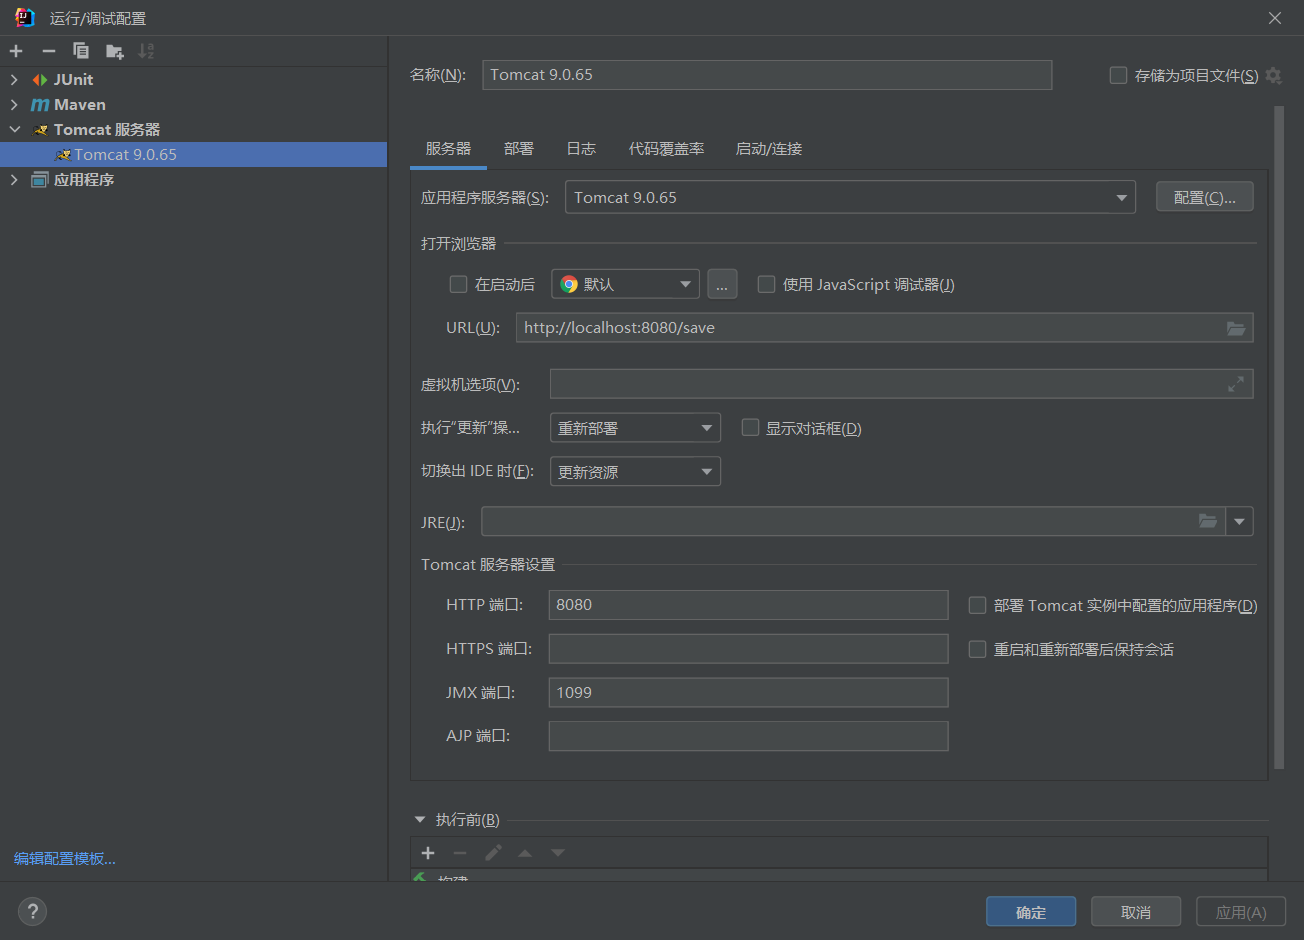 运行/调试配置
JUnit
Maven
Tomcat 服务器
Tomcat 9.0.65
应用程序
编辑配置模板...
名称(N): Tomcat 9.0.65 存储为项目文件(S)
服务器 部署 日志 代码覆盖率 启动/连接
应用程序服务器(S): Tomcat 9.0.65 配置(C)...
打开浏览器
在启动后 默认 ... 使用 JavaScript 调试器(J)
URL(U): http://localhost:8080/save
虚拟机选项(V):
执行“更新”操... 重新部署 显示对话框(D)
切换出 IDE 时(F): 更新资源
JRE(J):
Tomcat 服务器设置
HTTP 端口: 8080 部署 Tomcat 实例中配置的应用程序(D)
HTTPS 端口: 重启和重新部署后保持会话
JMX 端口: 1099
AJP 端口:
执行前(B)
构建
? 确定 取消 应用(A)